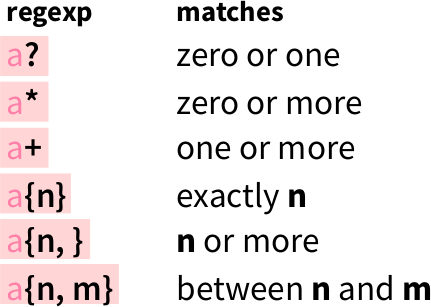 regexp matches
a? zero or one
a* zero or more
a+ one or more
a{n} exactly n
a{n, } n or more
a{n, m} between n and m